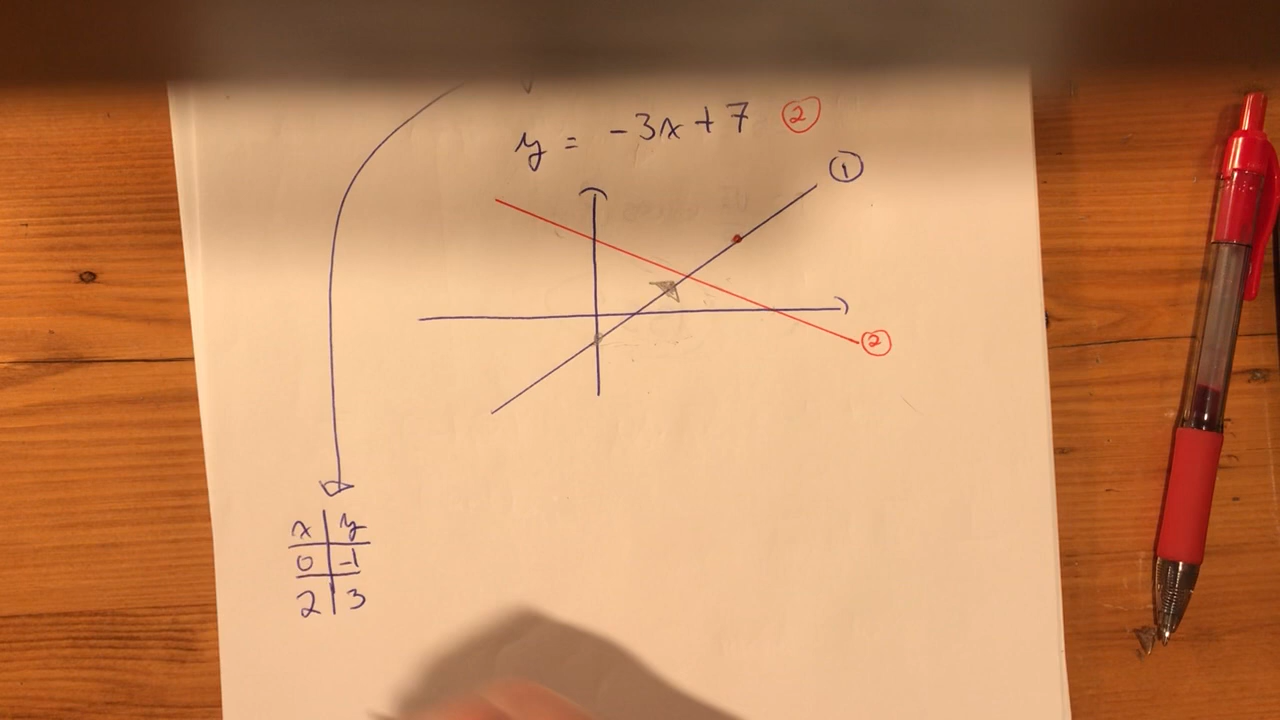 y = -3x + 7 ②
①
②
x | y
0 | -1
2 | 3